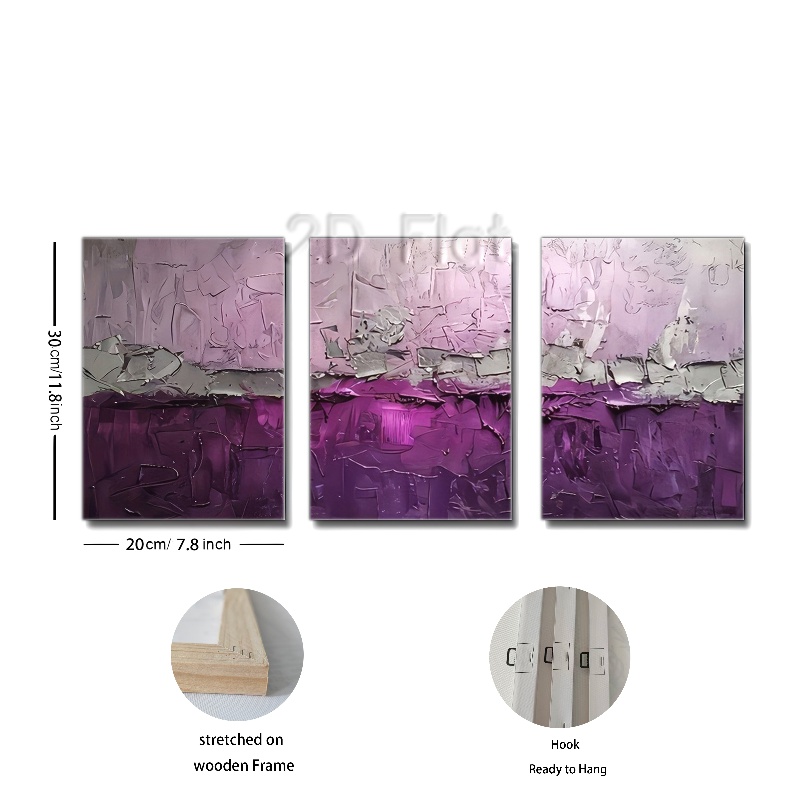 2D Flat
30cm/11.8inch
20cm/ 7.8 inch
stretched on
wooden Frame
Hook
Ready to Hang